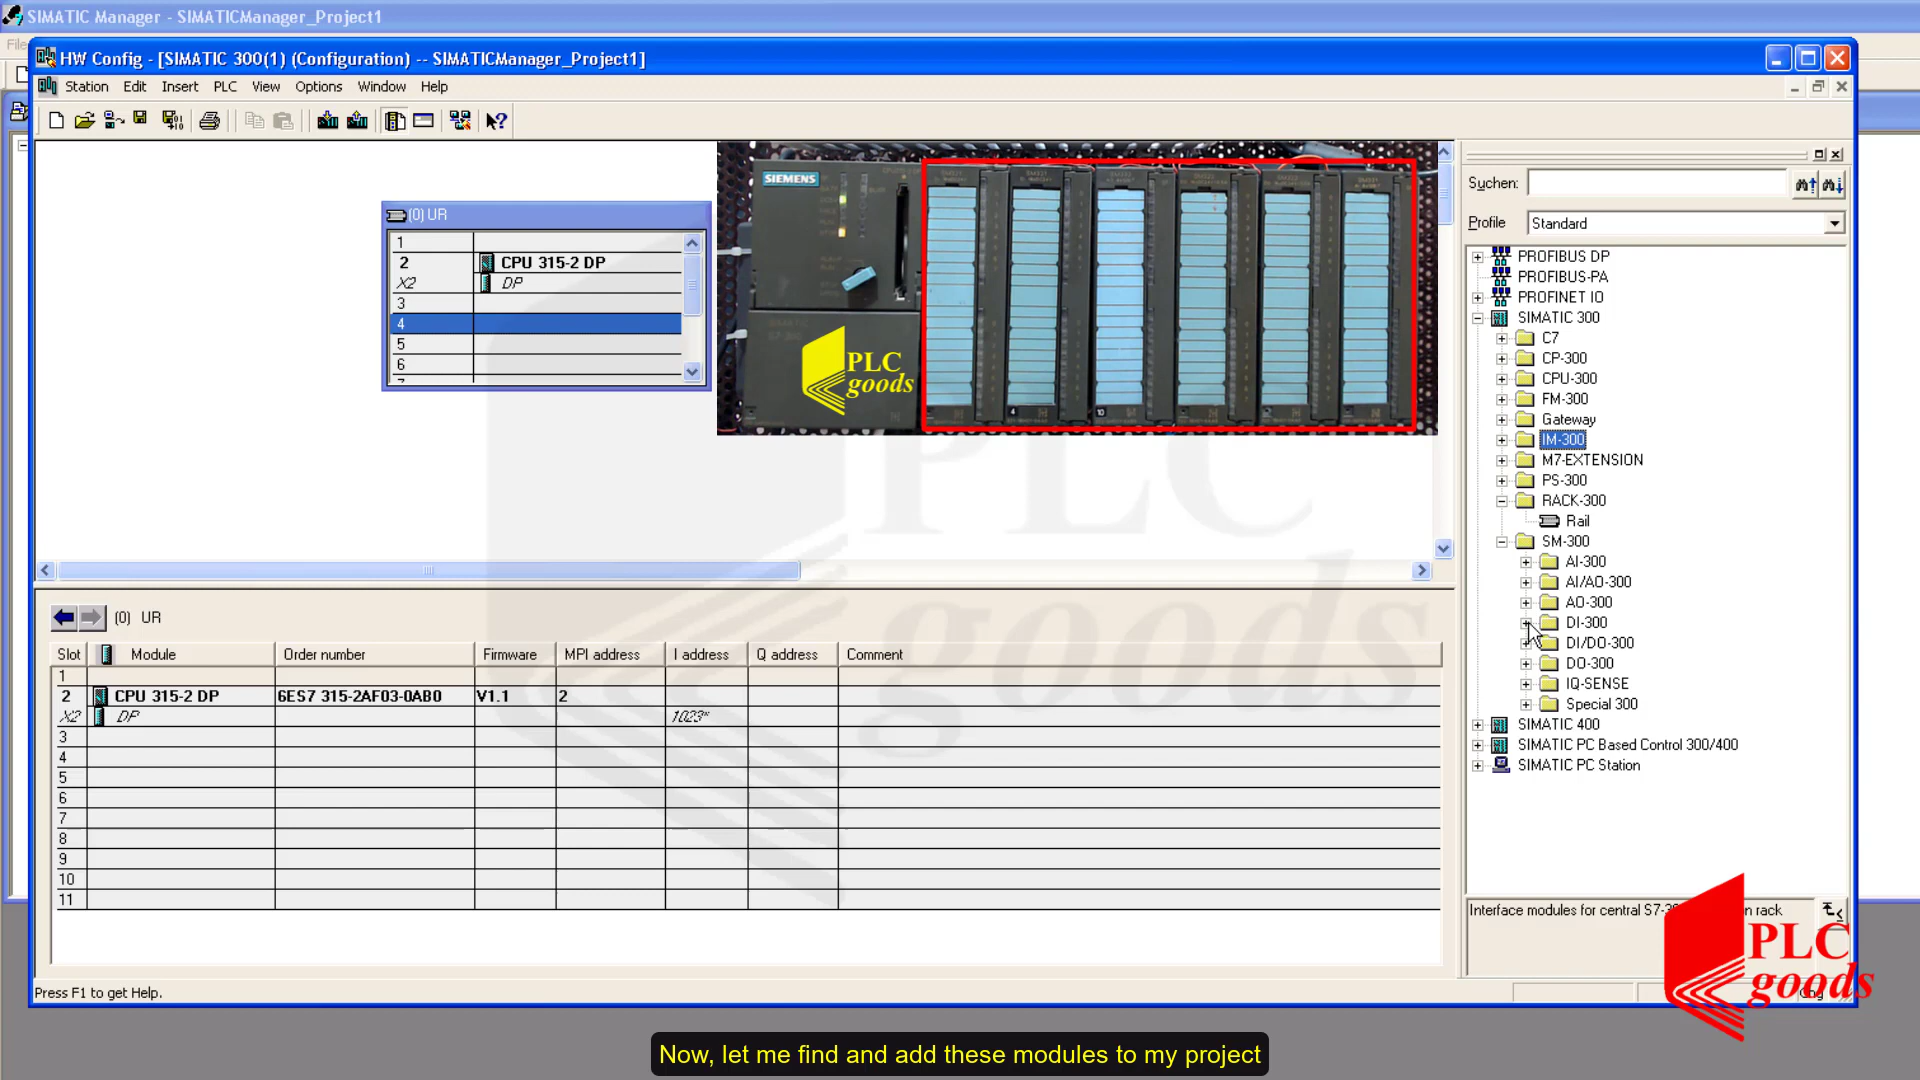 SIMATIC Manager - SIMATICManager_Project1
File
HW Config - [SIMATIC 300(1) (Configuration) -- SIMATICManager_Project1]
Station Edit Insert PLC View Options Window Help
(0) UR
1
2 CPU 315-2 DP
X2 DP
3
4
5
6
7
SIEMENS
PLC
goods
Suchen:
Profile Standard
PROFIBUS DP
PROFIBUS-PA
PROFINET IO
SIMATIC 300
C7
CP-300
CPU-300
FM-300
Gateway
IM-300
M7-EXTENSION
PS-300
RACK-300
Rail
SM-300
AI-300
AI/AO-300
AO-300
DI-300
DI/DO-300
DO-300
IQ-SENSE
Special 300
SIMATIC 400
SIMATIC PC Based Control 300/400
SIMATIC PC Station
PLC
goods
(0) UR
Slot Module Order number Firmware MPI address I address Q address Comment
1
2 CPU 315-2 DP 6ES7 315-2AF03-0AB0 V1.1 2
X2 DP 1023*
3
4
5
6
7
8
9
10
11
Interface modules for central S7-3 n rack
PLC
goods
Press F1 to get Help.
Now, let me find and add these modules to my project